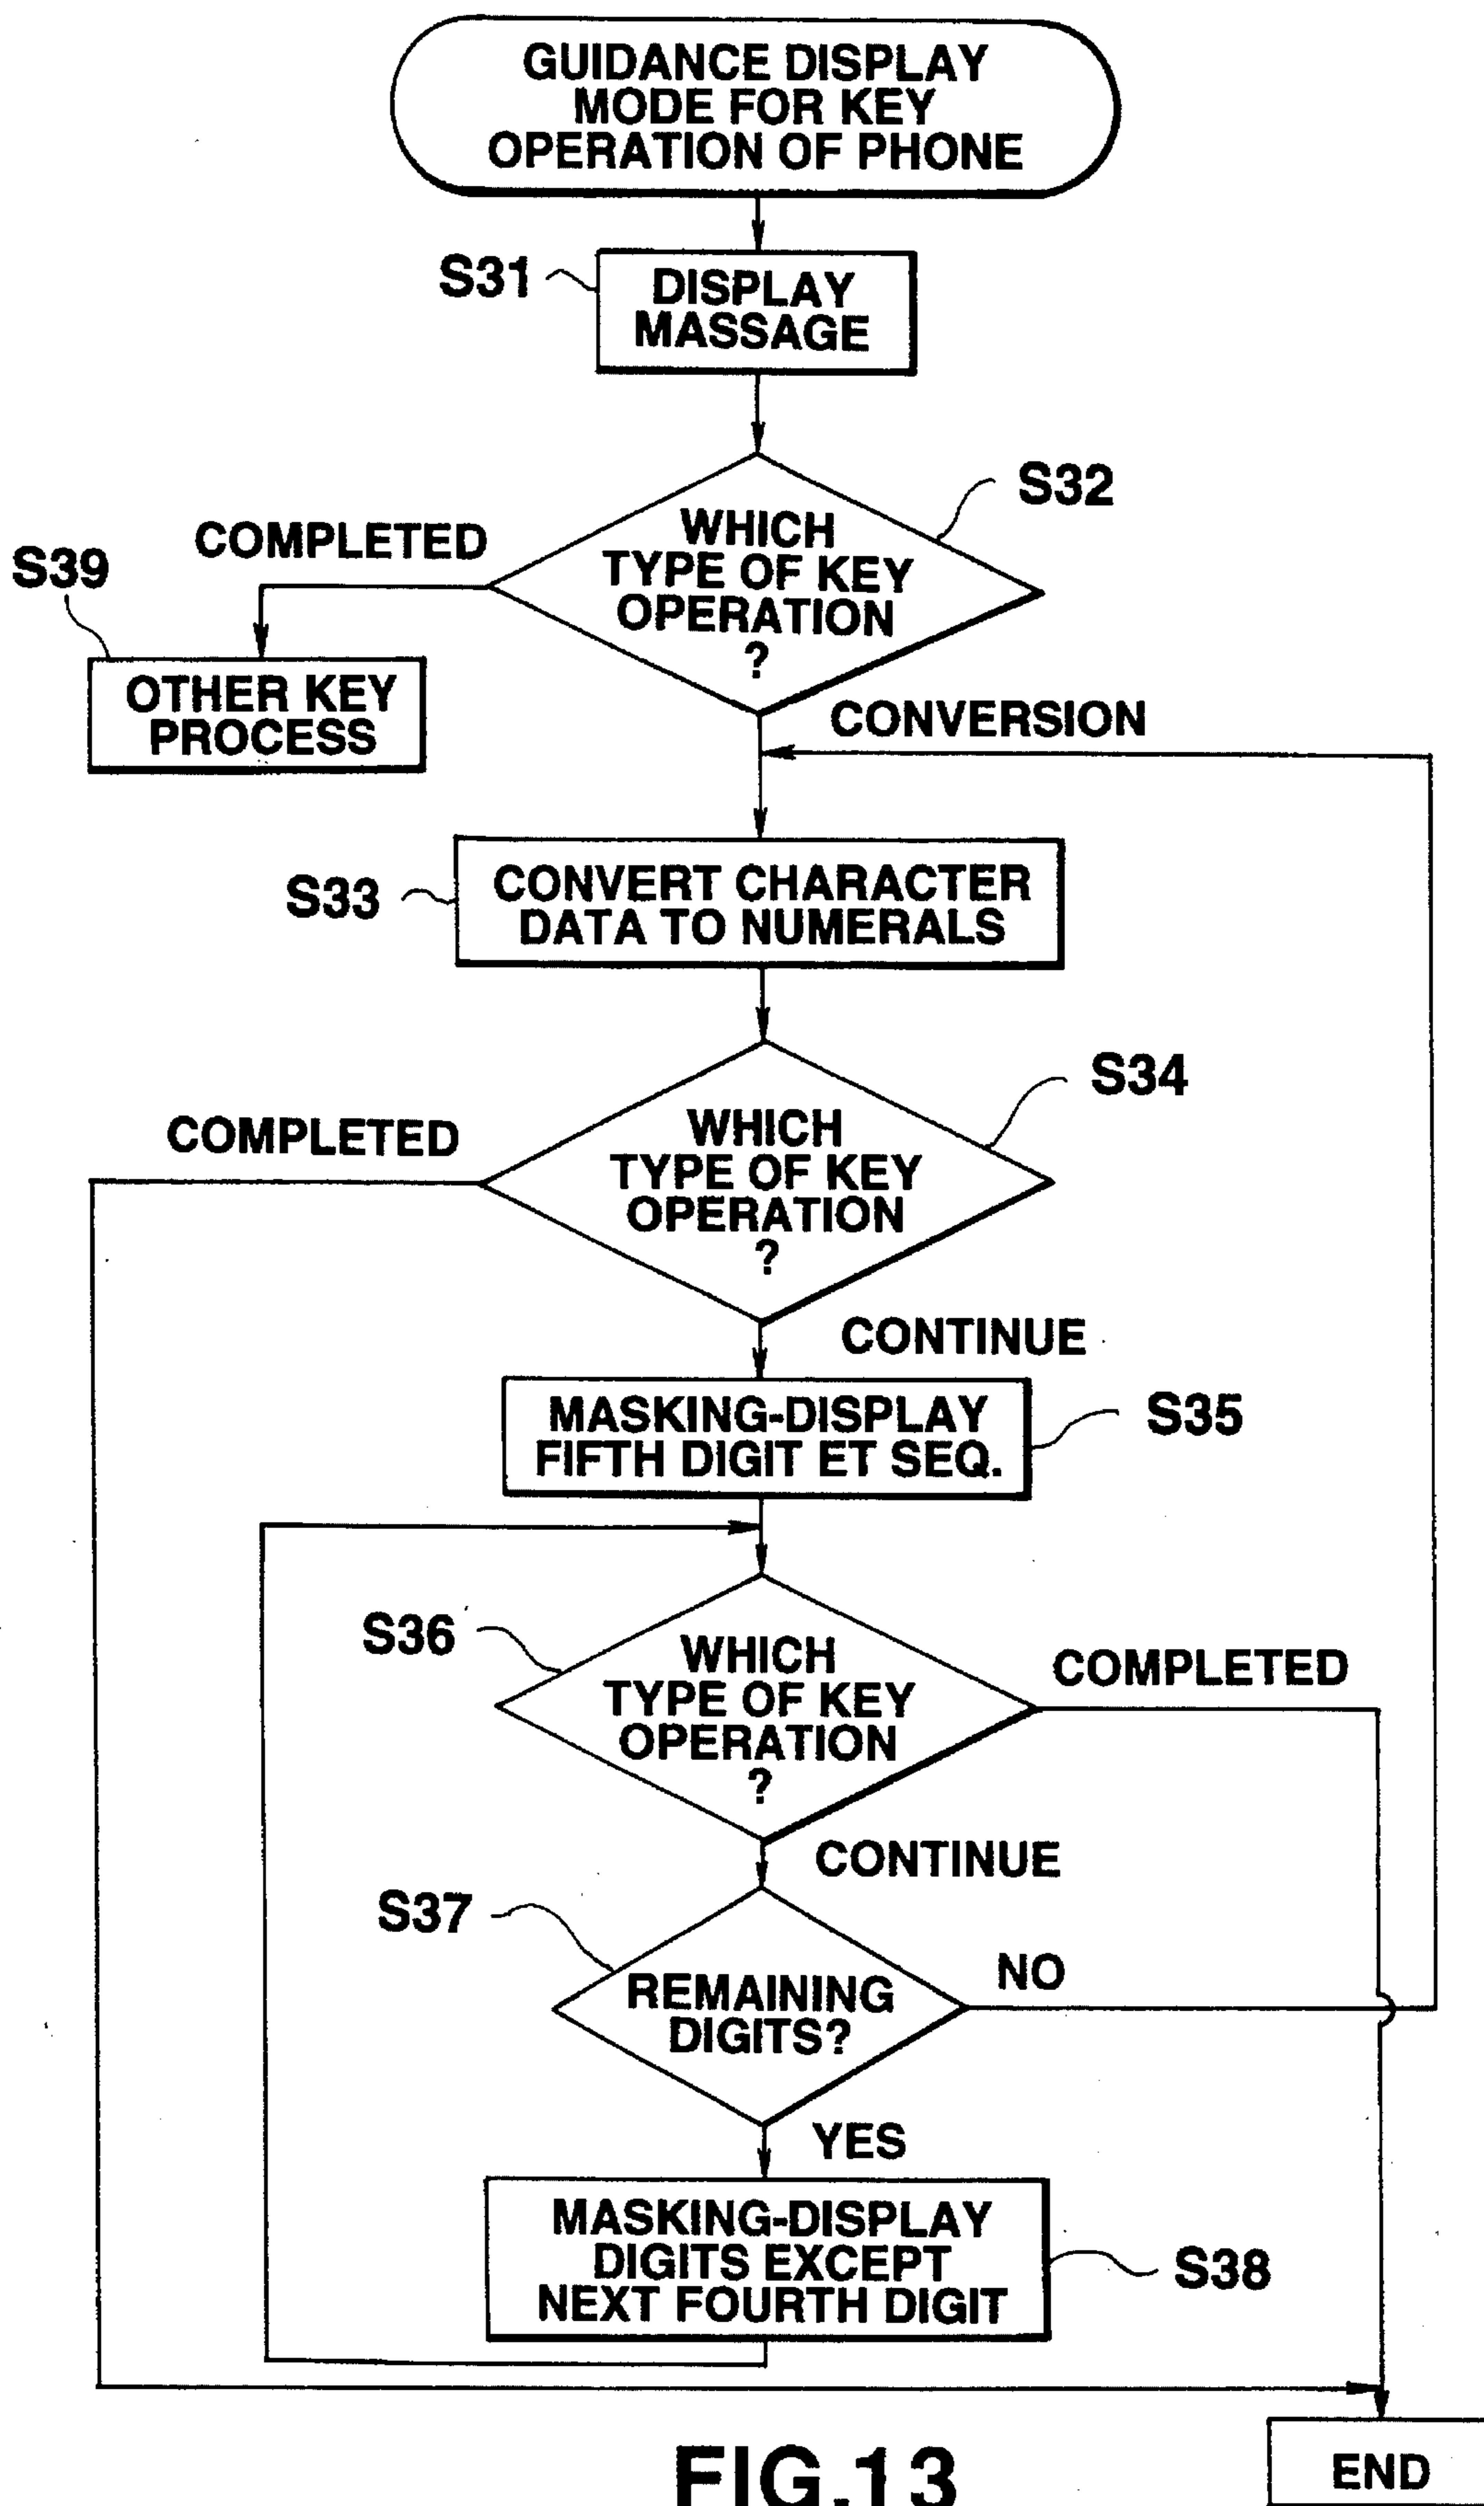 GUIDANCE DISPLAY
MODE FOR KEY
OPERATION OF PHONE
S31
DISPLAY
MASSAGE
S32
WHICH
TYPE OF KEY
OPERATION
?
COMPLETED
S39
OTHER KEY
PROCESS
CONVERSION
S33
CONVERT CHARACTER
DATA TO NUMERALS
S34
WHICH
TYPE OF KEY
OPERATION
?
COMPLETED
CONTINUE
MASKING-DISPLAY
FIFTH DIGIT ET SEQ.
S35
S36
WHICH
TYPE OF KEY
OPERATION
?
COMPLETED
CONTINUE
S37
REMAINING
DIGITS?
NO
YES
MASKING-DISPLAY
DIGITS EXCEPT
NEXT FOURTH DIGIT
S38
END
FIG.13